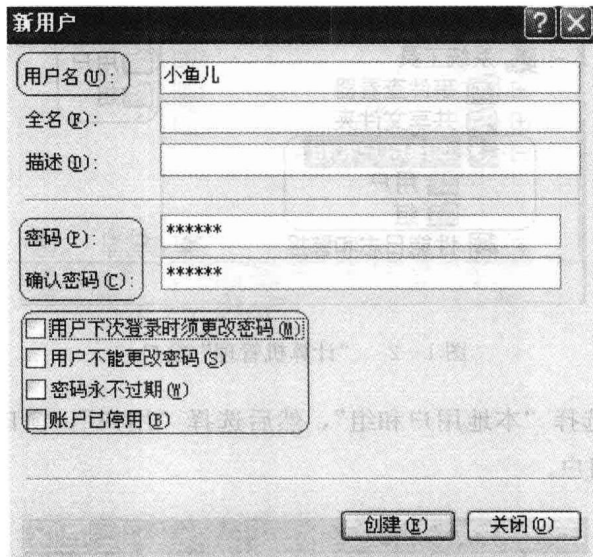 新用户
用户名(U): 小鱼儿
全名(F):
描述(D):
密码(P): ******
确认密码(C): ******
用户下次登录时须更改密码(M)
用户不能更改密码(S)
密码永不过期(W)
账户已停用(B)
创建(E) 关闭(O)